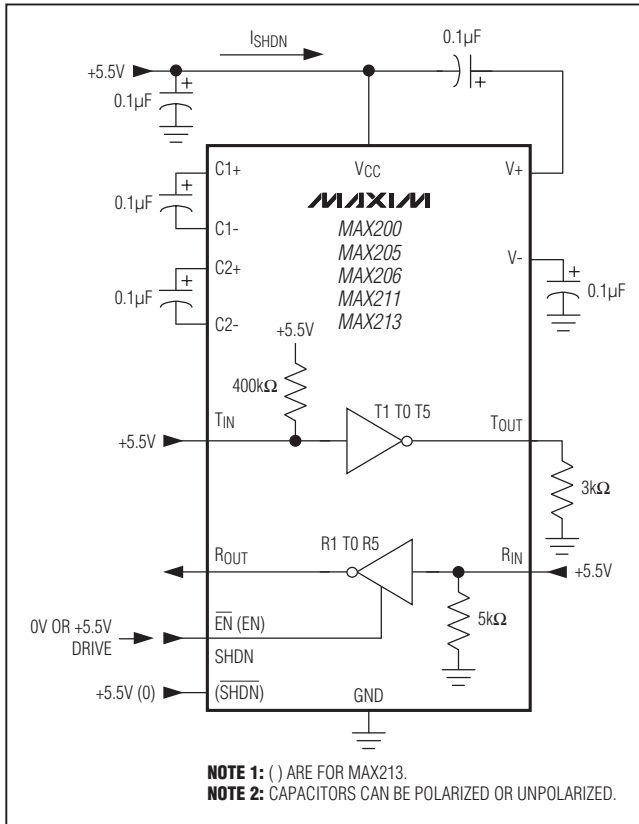 ISHDN
0.1µF
+5.5V
0.1µF
C1+
VCC
V+
MAXIM
0.1µF
C1-
MAX200
MAX205
MAX206
MAX211
MAX213
V-
C2+
0.1µF
0.1µF
C2-
+5.5V
400kΩ
TIN
T1 TO T5
TOUT
+5.5V
3kΩ
ROUT
R1 TO R5
RIN
+5.5V
5kΩ
0V OR +5.5V
DRIVE
EN (EN)
SHDN
+5.5V (0)
(SHDN)
GND
NOTE 1: ( ) ARE FOR MAX213.
NOTE 2: CAPACITORS CAN BE POLARIZED OR UNPOLARIZED.